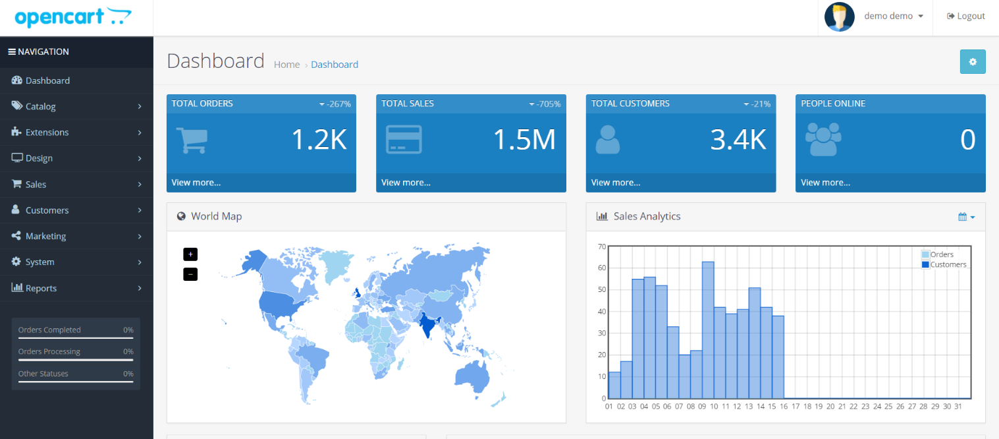 opencart
demo demo
Logout
NAVIGATION
Dashboard
Catalog
Extensions
Design
Sales
Customers
Marketing
System
Reports
Orders Completed 0%
Orders Processing 0%
Other Statuses 0%
Dashboard Home › Dashboard
TOTAL ORDERS -267%
1.2K
View more...
TOTAL SALES -705%
1.5M
View more...
TOTAL CUSTOMERS -21%
3.4K
View more...
PEOPLE ONLINE
0
View more...
World Map
+
−
Sales Analytics
70
60
50
40
30
20
10
0
Orders
Customers
01 02 03 04 05 06 07 08 09 10 11 12 13 14 15 16 17 18 19 20 21 22 23 24 25 26 27 28 29 30 31